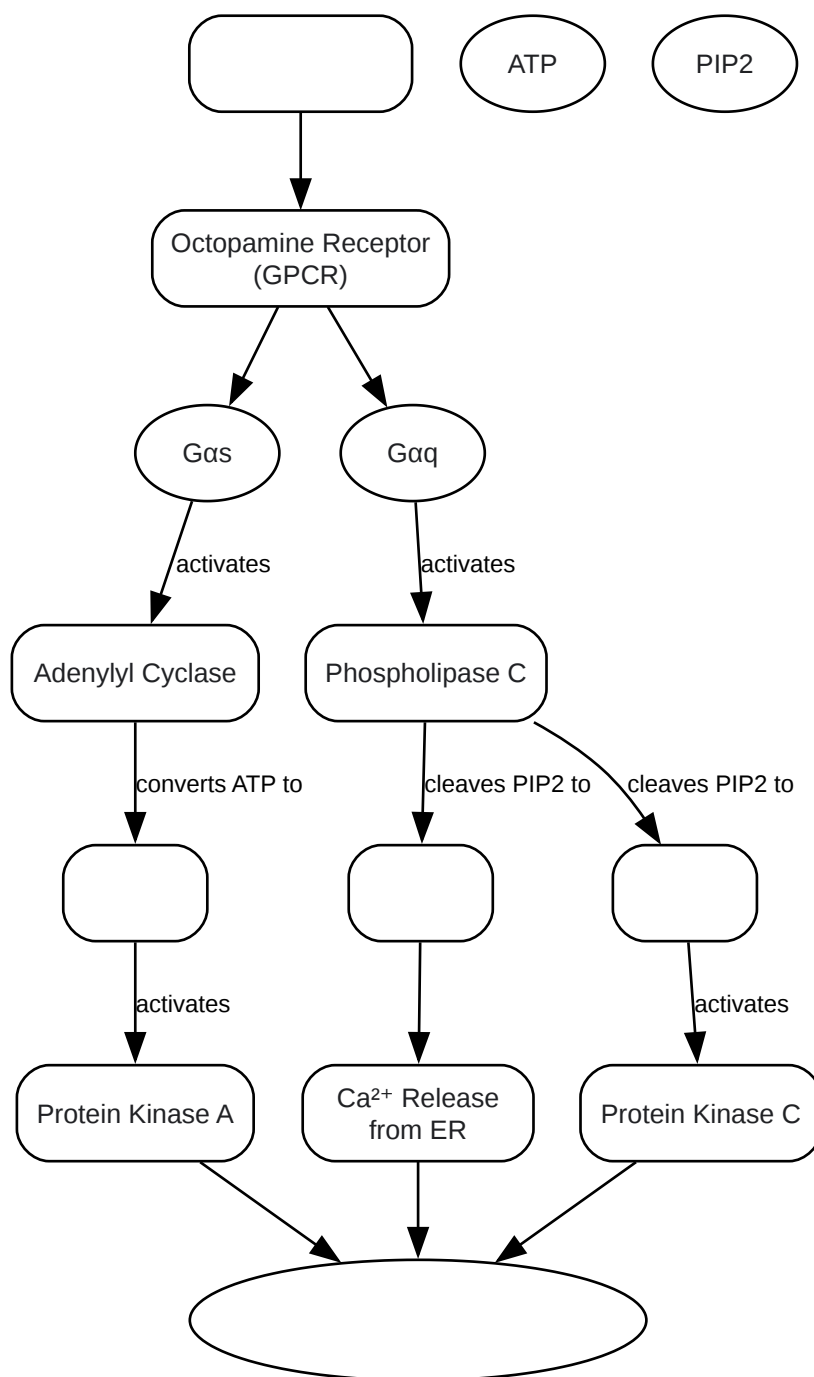 ATP
PIP2
Octopamine Receptor
(GPCR)
Gαs
Gαq
activates
activates
Adenylyl Cyclase
Phospholipase C
converts ATP to
cleaves PIP2 to
cleaves PIP2 to
activates
activates
Protein Kinase A
Ca²⁺ Release
from ER
Protein Kinase C